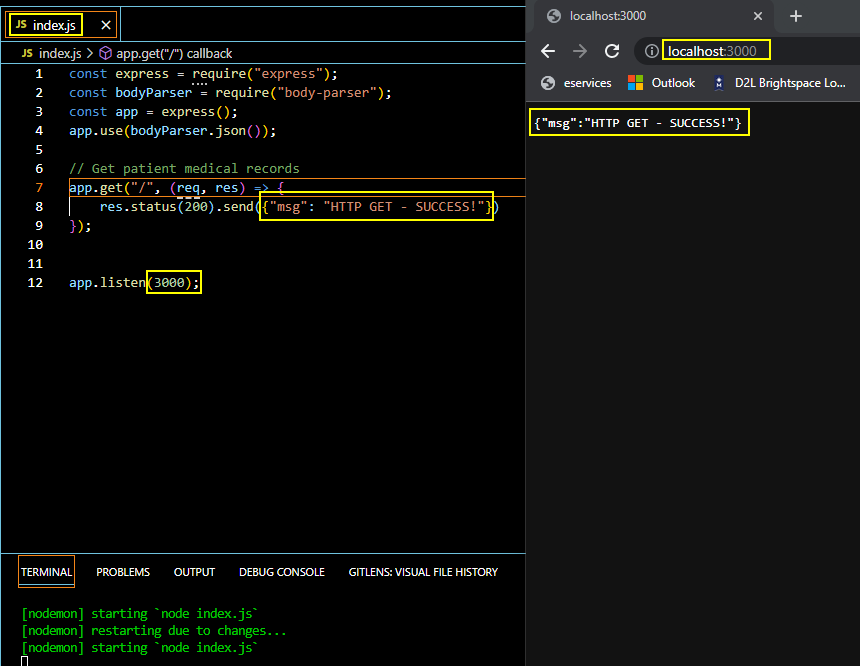 JS index.js ×
JS index.js > app.get("/") callback
1 const express = require("express");
2 const bodyParser = require("body-parser");
3 const app = express();
4 app.use(bodyParser.json());
5
6 // Get patient medical records
7 app.get("/", (req, res) => {
8 res.status(200).send({"msg": "HTTP GET - SUCCESS!"})
9 });
10
11
12 app.listen(3000);
TERMINAL PROBLEMS OUTPUT DEBUG CONSOLE GITLENS: VISUAL FILE HISTORY
[nodemon] starting `node index.js`
[nodemon] restarting due to changes...
[nodemon] starting `node index.js`
localhost:3000 × +
localhost:3000
eservices Outlook D2L Brightspace Lo...
{"msg":"HTTP GET - SUCCESS!"}